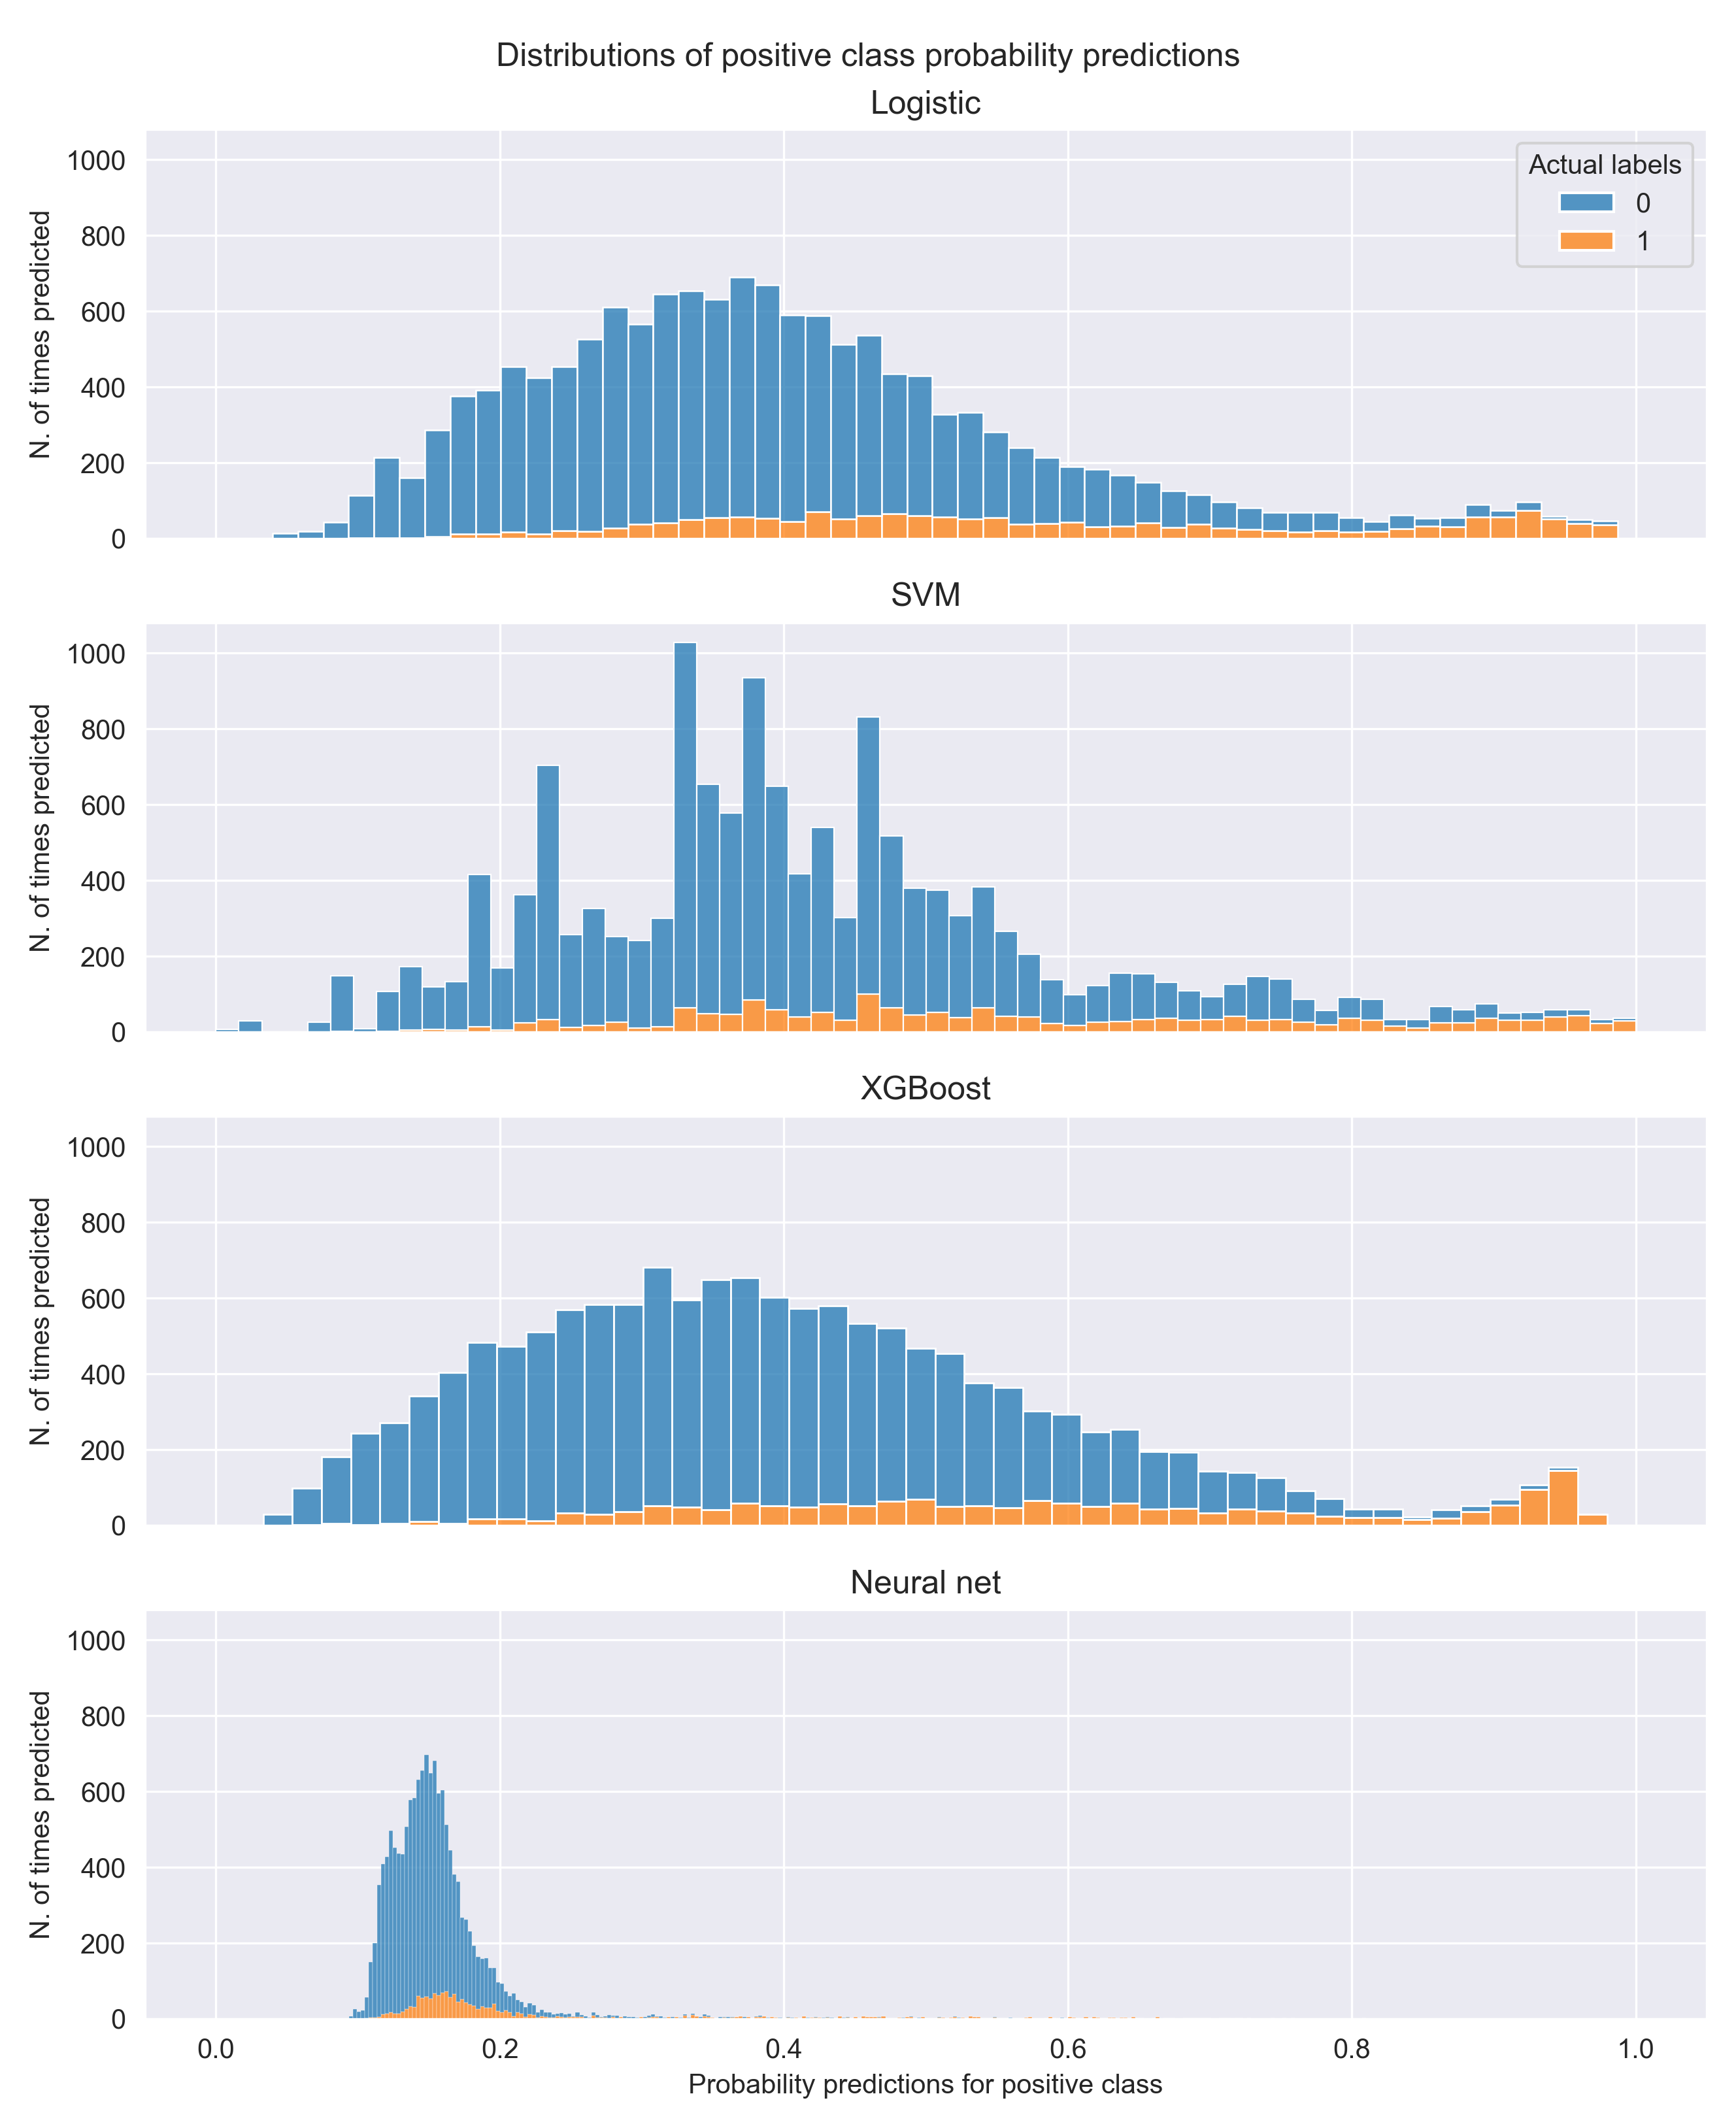 Distributions of positive class probability predictions
Logistic
Actual labels
0
1
1000
800
600
400
200
0
N. of times predicted
SVM
1000
800
600
400
200
0
N. of times predicted
XGBoost
1000
800
600
400
200
0
N. of times predicted
Neural net
1000
800
600
400
200
0
N. of times predicted
0.0 0.2 0.4 0.6 0.8 1.0
Probability predictions for positive class